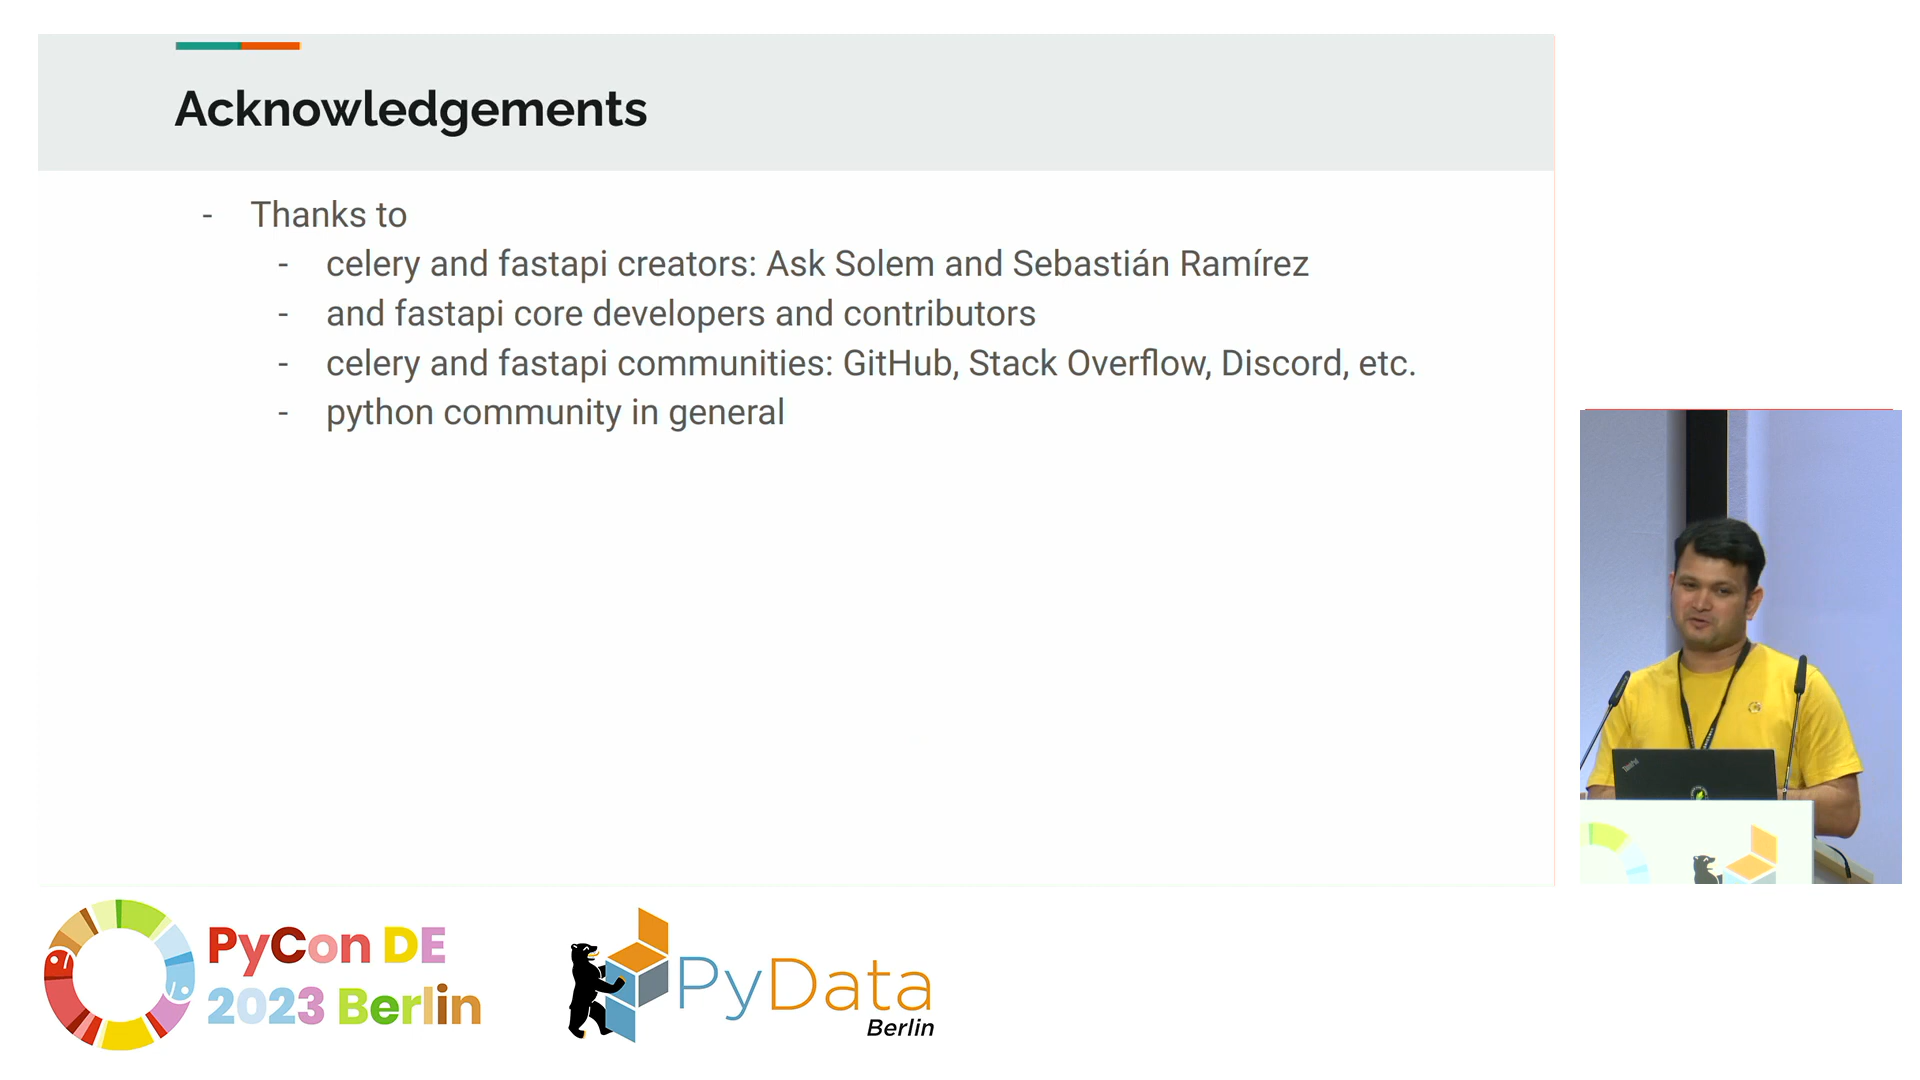 Acknowledgements
- Thanks to
- celery and fastapi creators: Ask Solem and Sebastián Ramírez
- and fastapi core developers and contributors
- celery and fastapi communities: GitHub, Stack Overflow, Discord, etc.
- python community in general
ThinkPad
PyCon DE
2023 Berlin
PyData
Berlin